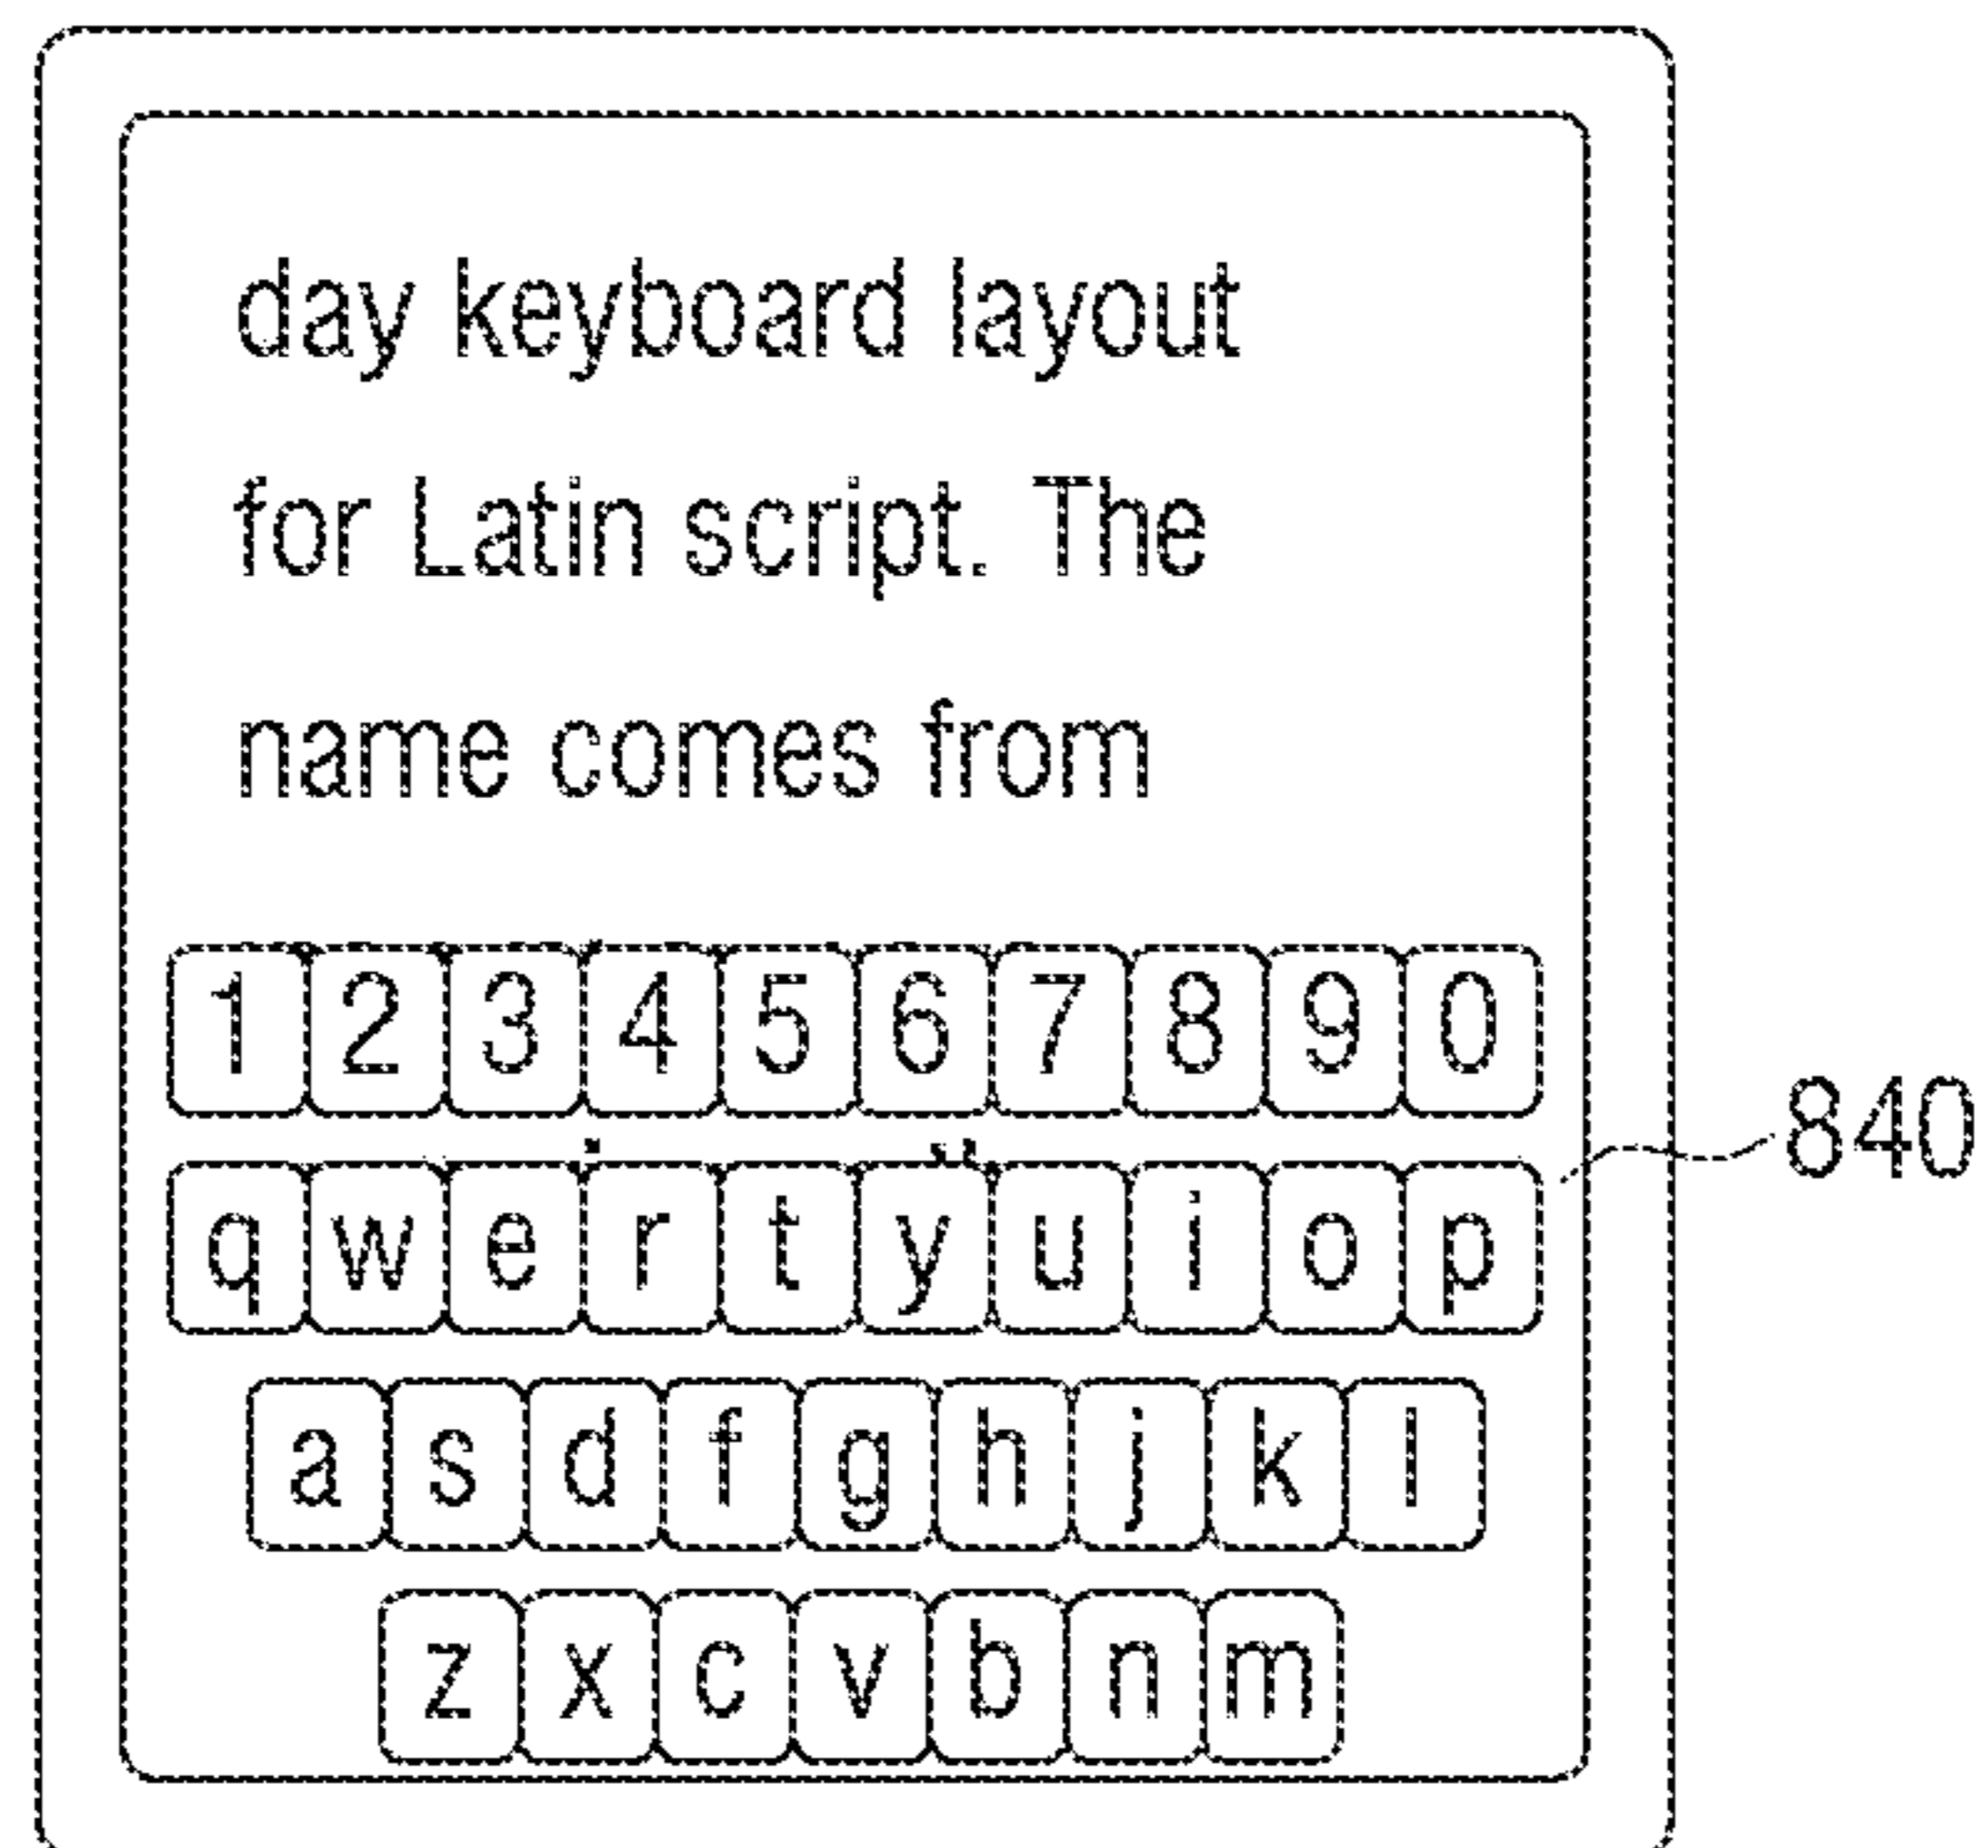 day keyboard layout
for Latin script. The
name comes from
1 2 3 4 5 6 7 8 9 0
840
q w e r t y u i o p
a s d f g h j k l
z x c v b n m